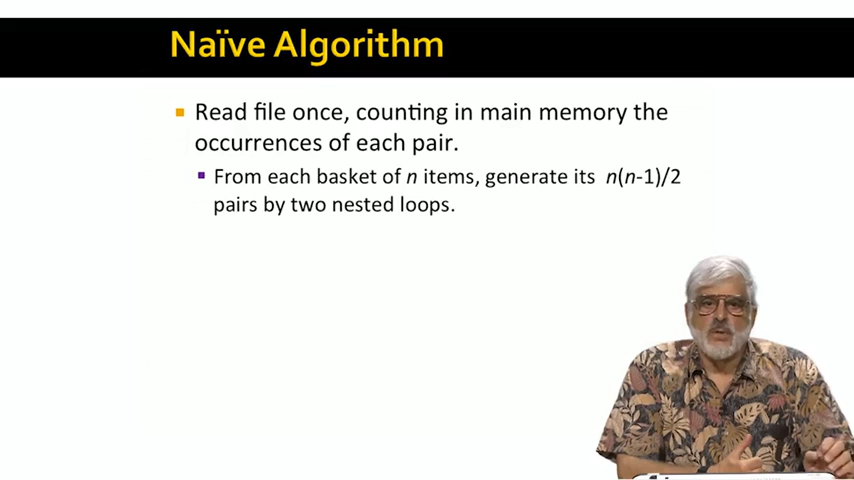 Naïve Algorithm
Read file once, counting in main memory the
occurrences of each pair.
From each basket of n items, generate its n(n-1)/2
pairs by two nested loops.